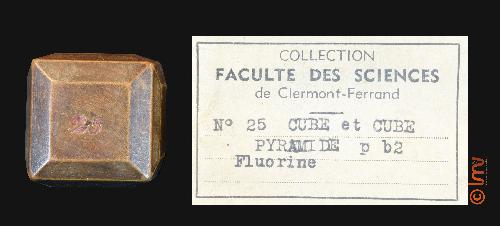 25
COLLECTION
FACULTE DES SCIENCES
de Clermont-Ferrand
N° 25 CUBE et CUBE
PYRAMIDE p b2
Fluorine
© lmv